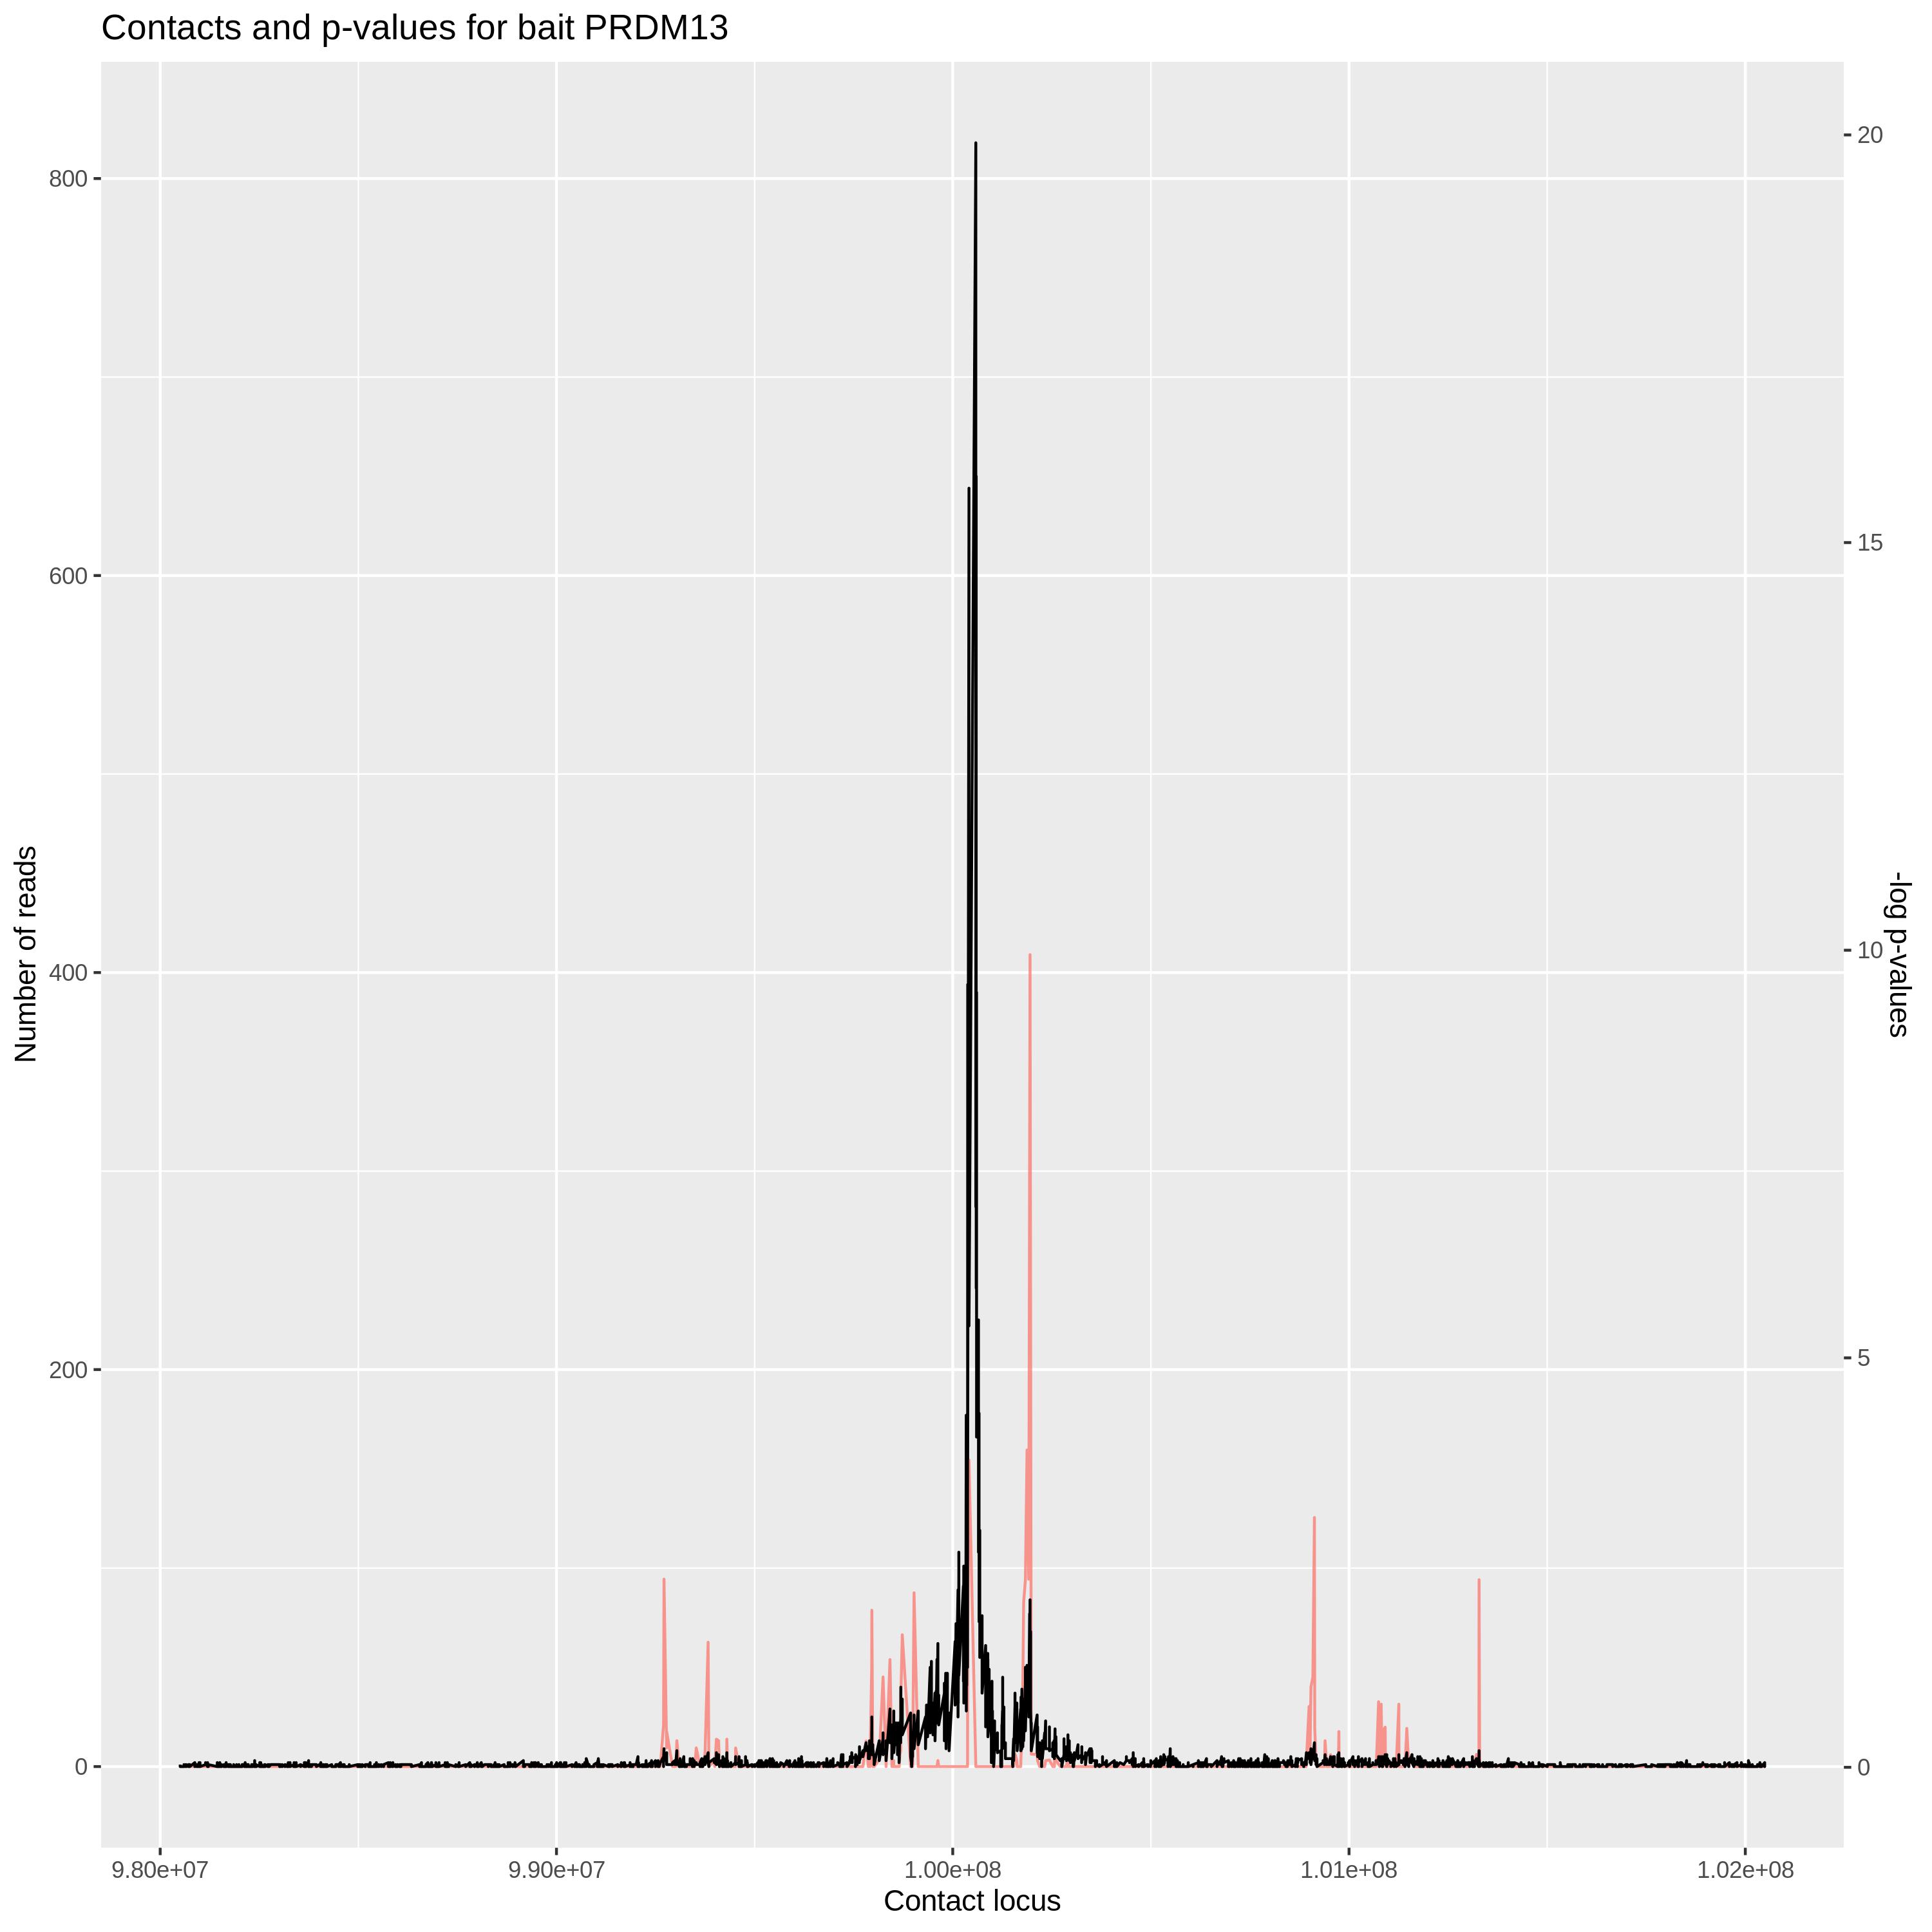 Contacts and p-values for bait PRDM13
Number of reads
800
600
400
200
0
20
15
10
5
0
-log p-values
9.80e+07 9.90e+07 1.00e+08 1.01e+08 1.02e+08
Contact locus